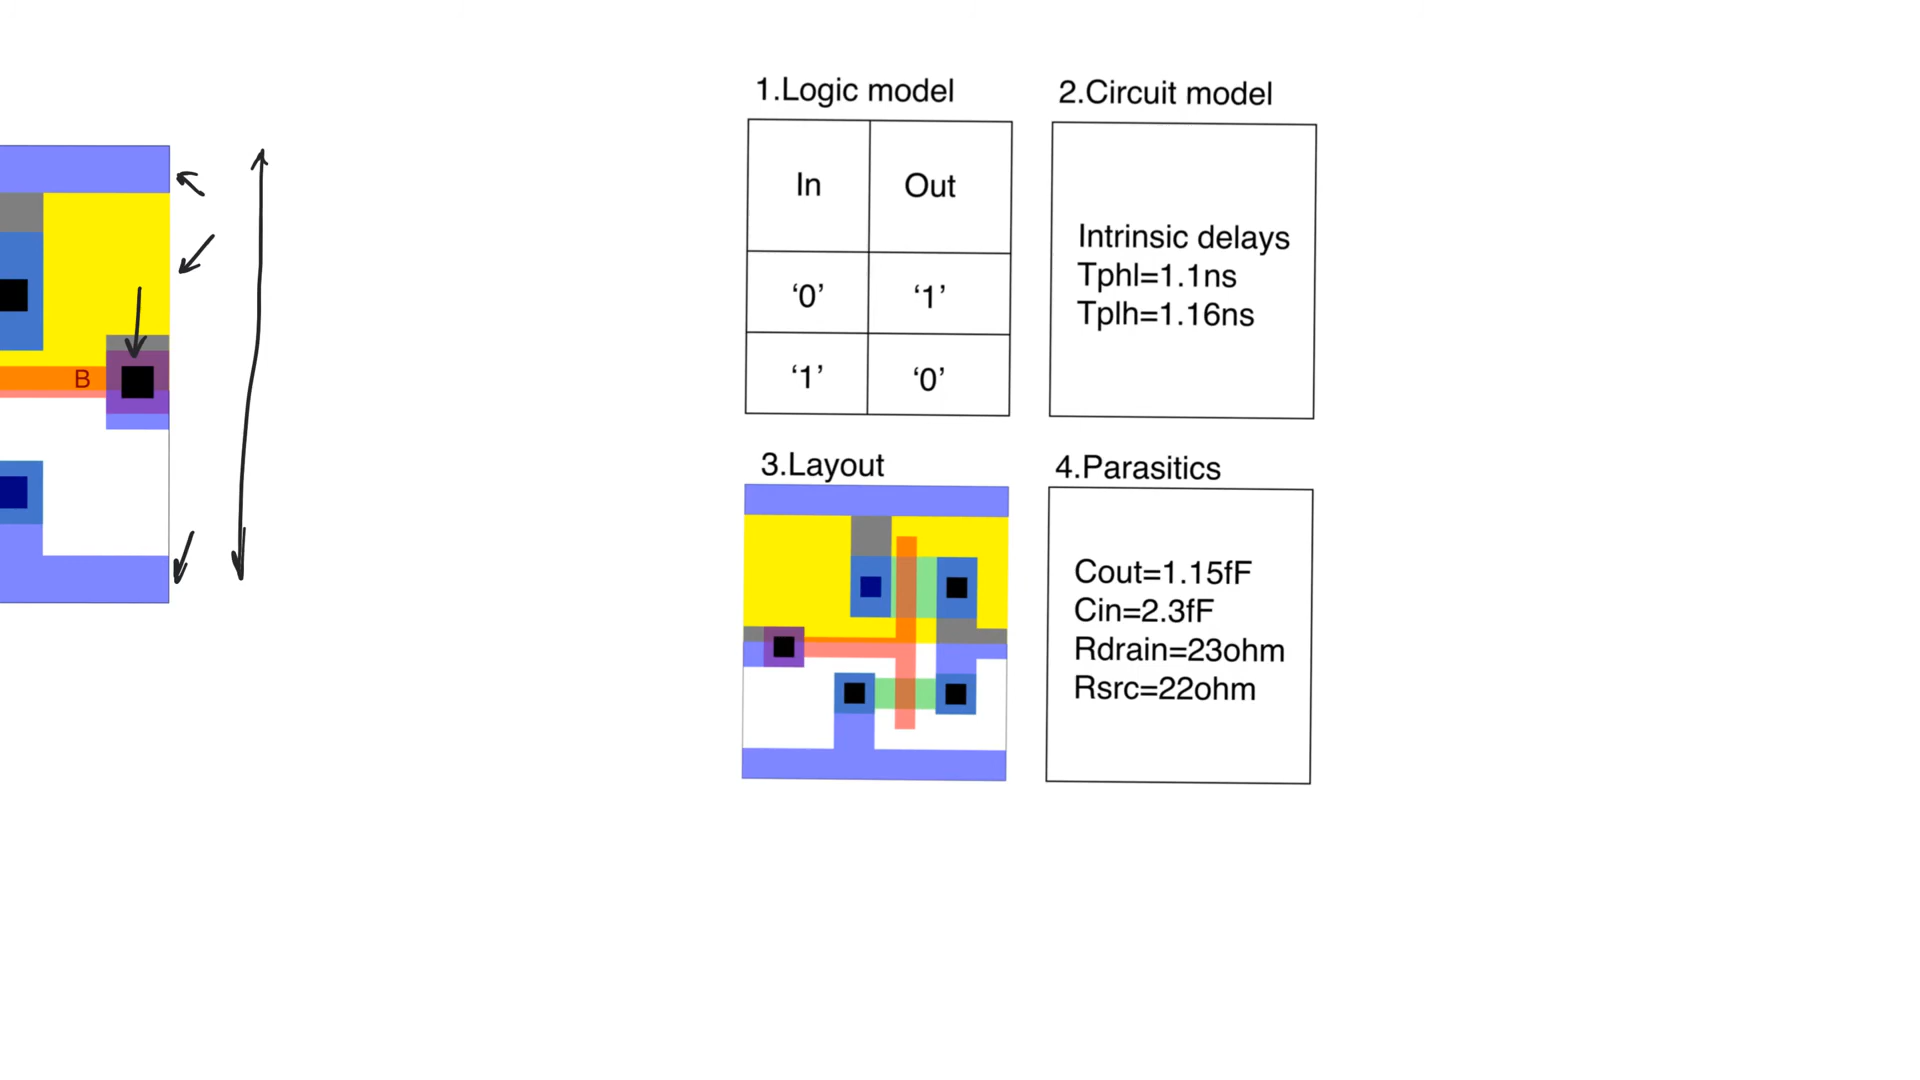 B
1.Logic model
In Out
‘0’ ‘1’
‘1’ ‘0’
2.Circuit model
Intrinsic delays
Tphl=1.1ns
Tplh=1.16ns
3.Layout
4.Parasitics
Cout=1.15fF
Cin=2.3fF
Rdrain=23ohm
Rsrc=22ohm